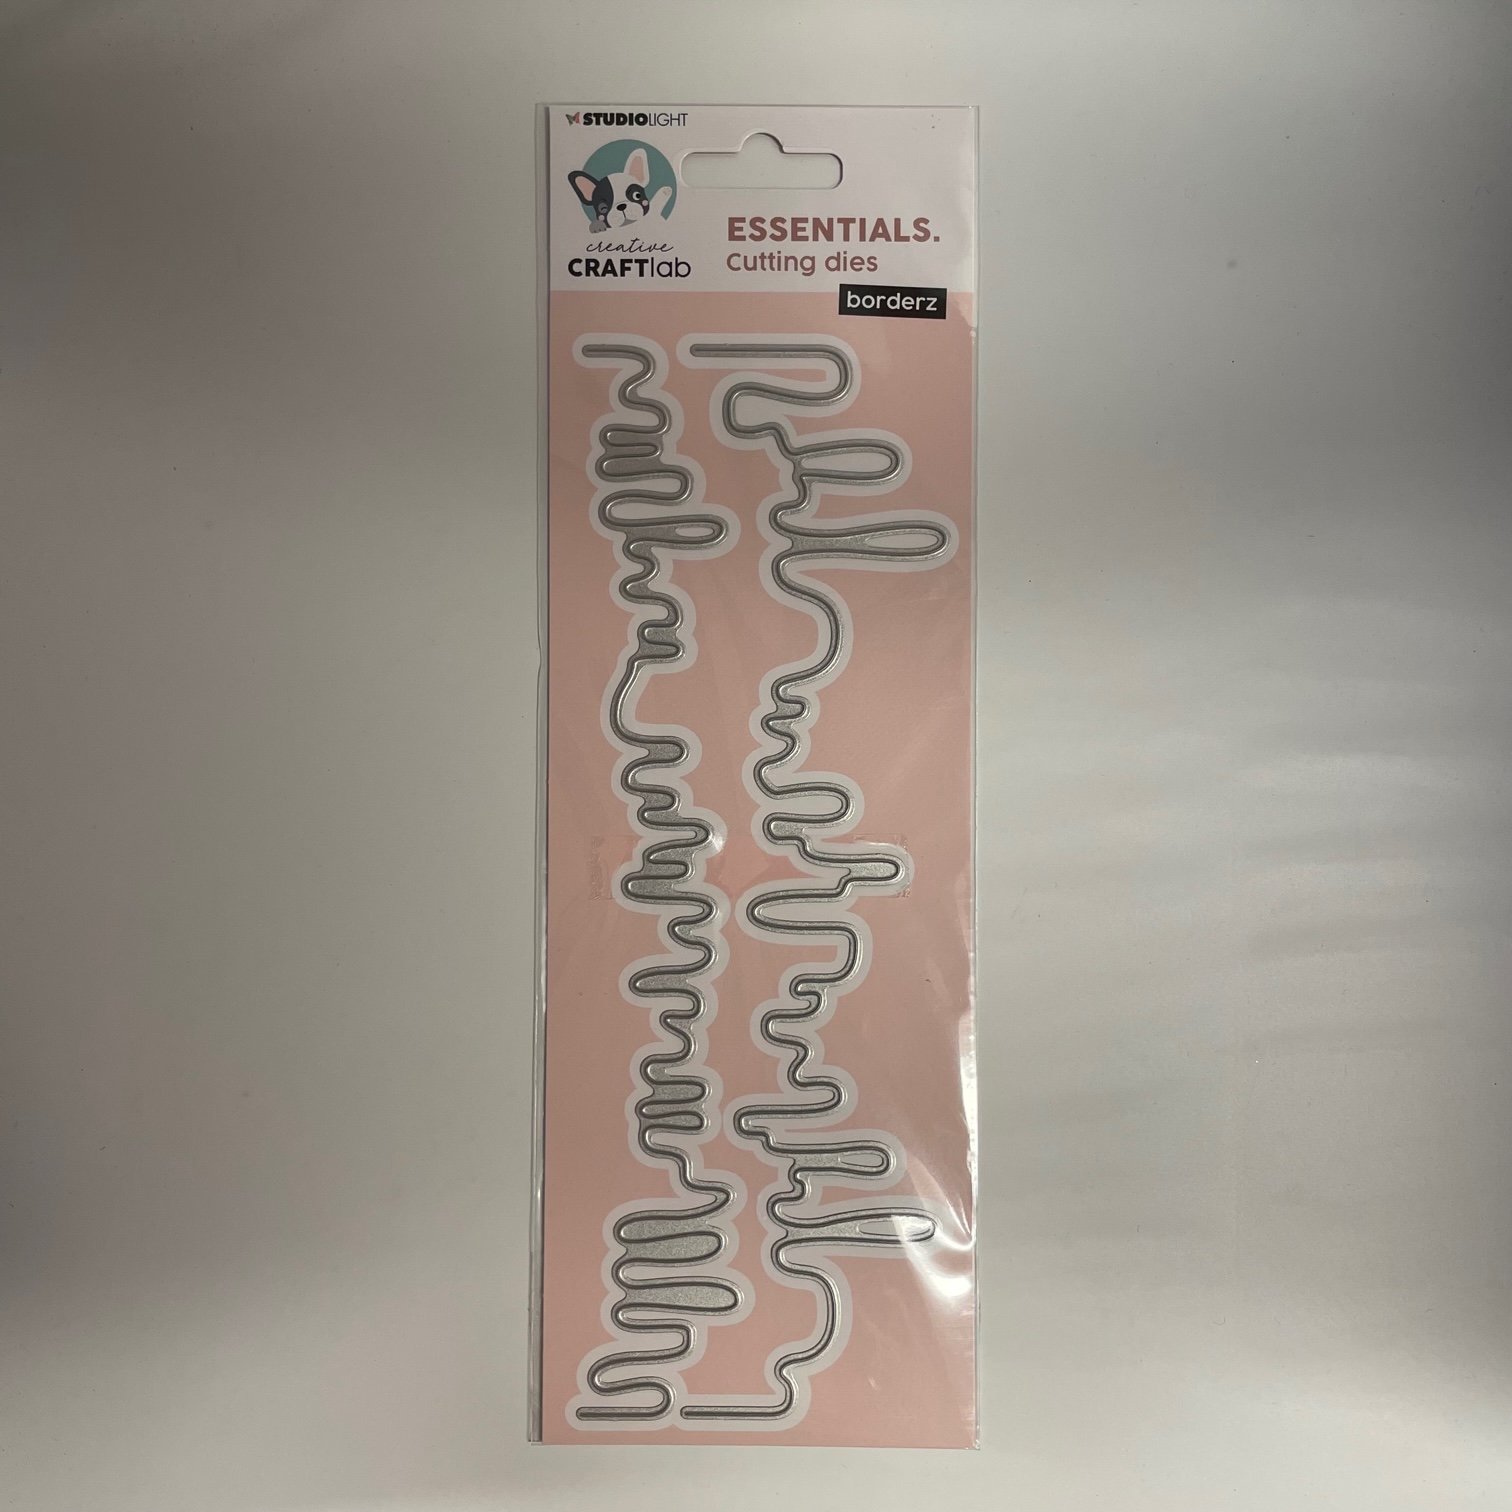 STUDIOLIGHT
creative
CRAFTlab
ESSENTIALS.
Cutting dies
borderz